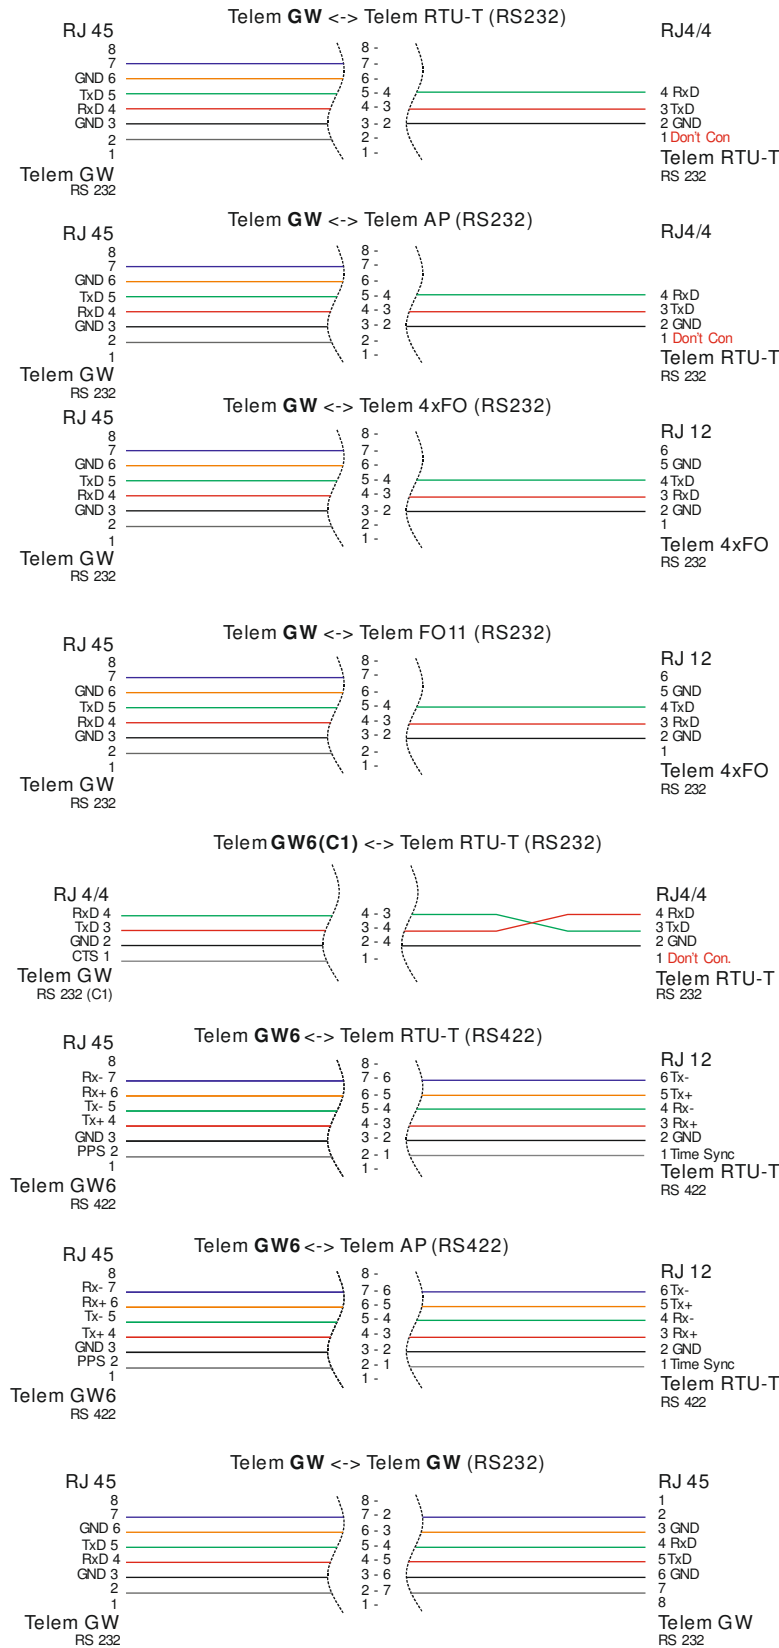 Telem GW <-> Telem RTU-T (RS232)
RJ 45
RJ4/4
8
8 -
7
7 -
GND 6
6 -
TxD 5
5 - 4
4 RxD
RxD 4
4 - 3
3 TxD
GND 3
3 - 2
2 GND
2
2 -
1 Don't Con
1
1 -
Telem GW
Telem RTU-T
RS 232
RS 232
Telem GW <-> Telem AP (RS232)
RJ 45
RJ4/4
8
8 -
7
7 -
GND 6
6 -
TxD 5
5 - 4
4 RxD
RxD 4
4 - 3
3 TxD
GND 3
3 - 2
2 GND
2
2 -
1 Don't Con
1
1 -
Telem GW
Telem RTU-T
RS 232
RS 232
Telem GW <-> Telem 4xFO (RS232)
RJ 45
RJ 12
8
8 -
6
7
7 -
5 GND
GND 6
6 -
4 TxD
TxD 5
5 - 4
3 RxD
RxD 4
4 - 3
2 GND
GND 3
3 - 2
1
2
2 -
1
1 -
Telem GW
Telem 4xFO
RS 232
RS 232
Telem GW <-> Telem FO11 (RS232)
RJ 45
RJ 12
8
8 -
6
7
7 -
5 GND
GND 6
6 -
4 TxD
TxD 5
5 - 4
3 RxD
RxD 4
4 - 3
2 GND
GND 3
3 - 2
1
2
2 -
1
1 -
Telem GW
Telem 4xFO
RS 232
RS 232
Telem GW6(C1) <-> Telem RTU-T (RS232)
RJ 4/4
RJ4/4
RxD 4
4 - 3
4 RxD
TxD 3
3 - 4
3 TxD
GND 2
2 - 4
2 GND
CTS 1
1 -
1 Don't Con.
Telem GW
Telem RTU-T
RS 232 (C1)
RS 232
Telem GW6 <-> Telem RTU-T (RS422)
RJ 45
RJ 12
8
8 -
Rx- 7
7 - 6
6 Tx-
Rx+ 6
6 - 5
5 Tx+
Tx- 5
5 - 4
4 Rx-
Tx+ 4
4 - 3
3 Rx+
GND 3
3 - 2
2 GND
PPS 2
2 - 1
1 Time Sync
1
1 -
Telem GW6
Telem RTU-T
RS 422
RS 422
Telem GW6 <-> Telem AP (RS422)
RJ 45
RJ 12
8
8 -
Rx- 7
7 - 6
6 Tx-
Rx+ 6
6 - 5
5 Tx+
Tx- 5
5 - 4
4 Rx-
Tx+ 4
4 - 3
3 Rx+
GND 3
3 - 2
2 GND
PPS 2
2 - 1
1 Time Sync
1
1 -
Telem GW6
Telem RTU-T
RS 422
RS 422
Telem GW <-> Telem GW (RS232)
RJ 45
RJ 45
8
8 -
1
7
7 - 2
2
GND 6
6 - 3
3 GND
TxD 5
5 - 4
4 RxD
RxD 4
4 - 5
5 TxD
GND 3
3 - 6
6 GND
2
2 - 7
7
1
1 -
8
Telem GW
Telem GW
RS 232
RS 232